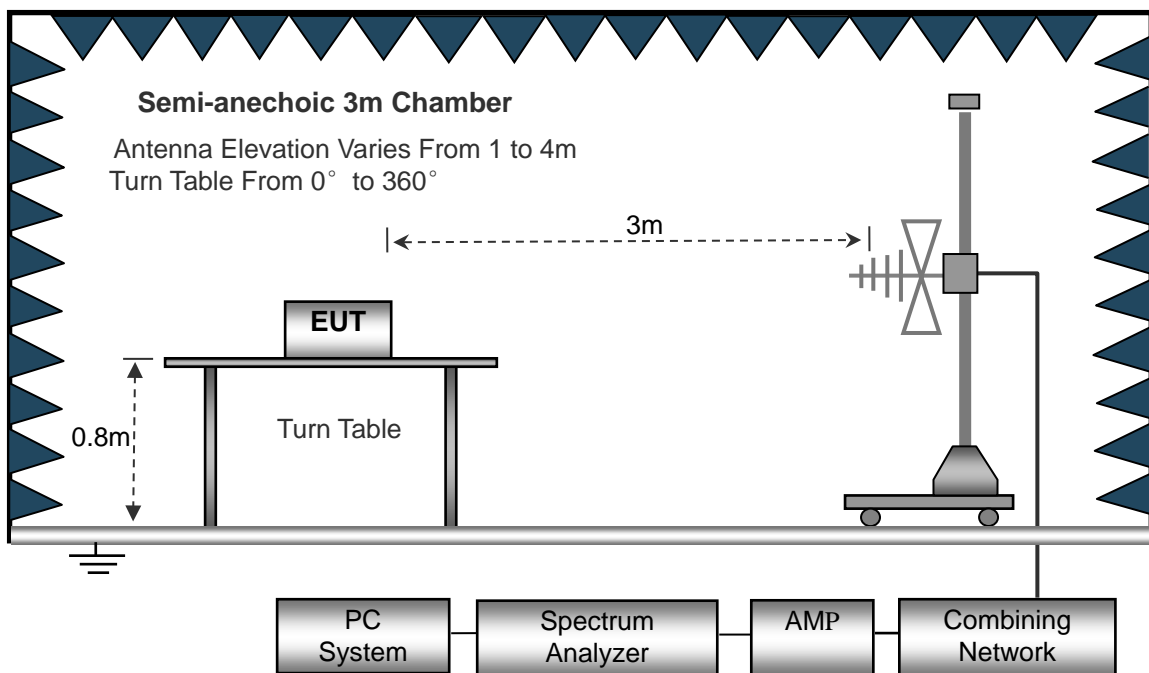 Semi-anechoic 3m Chamber
Antenna Elevation Varies From 1 to 4m
Turn Table From 0° to 360°
3m
EUT
0.8m
Turn Table
PC
System
Spectrum
Analyzer
AMP
Combining
Network